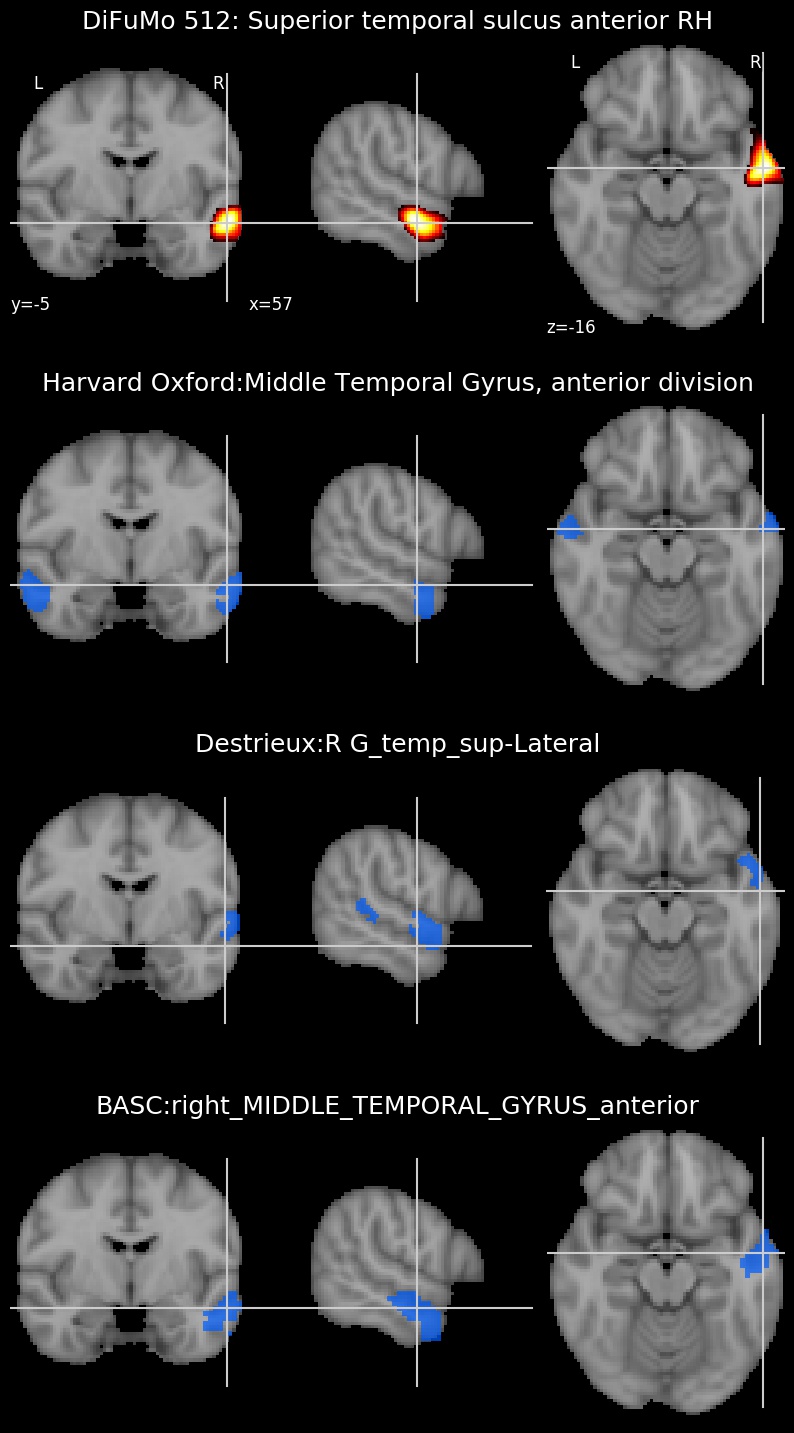 DiFuMo 512: Superior temporal sulcus anterior RH
L R
L R
y=-5 x=57
z=-16
Harvard Oxford:Middle Temporal Gyrus, anterior division
Destrieux:R G_temp_sup-Lateral
BASC:right_MIDDLE_TEMPORAL_GYRUS_anterior